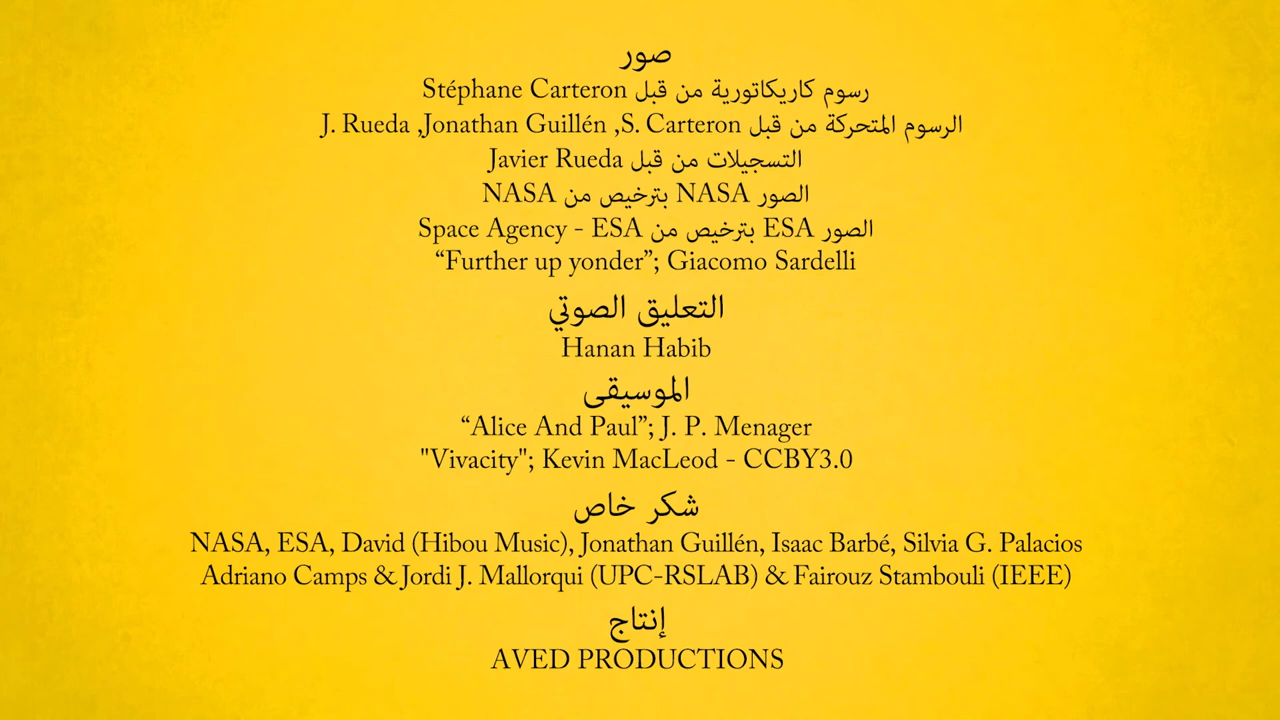 صور
رسوم كاريكاتورية من قبل Stéphane Carteron
الرسوم المتحركة من قبل J. Rueda ,Jonathan Guillén ,S. Carteron
التسجيلات من قبل Javier Rueda
الصور NASA بترخيص من NASA
الصور ESA بترخيص من Space Agency - ESA
“Further up yonder”; Giacomo Sardelli
التعليق الصوتي
Hanan Habib
الموسيقى
“Alice And Paul”; J. P. Menager
"Vivacity"; Kevin MacLeod - CCBY3.0
شكر خاص
NASA, ESA, David (Hibou Music), Jonathan Guillén, Isaac Barbé, Silvia G. Palacios
Adriano Camps & Jordi J. Mallorqui (UPC-RSLAB) & Fairouz Stambouli (IEEE)
إنتاج
AVED PRODUCTIONS